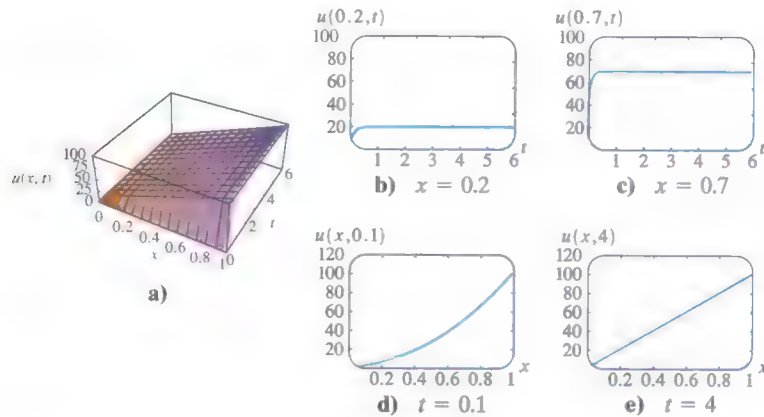 u(0.2,t)
100
80
60
40
20
1 2 3 4 5 6
t
b) x = 0.2
u(0.7,t)
100
80
60
40
20
1 2 3 4 5 6
t
c) x = 0.7
u(x,t)
100
75
50
25
0
0 0.2 0.4 0.6 0.8 1
x
0 2 4 6
t
a)
u(x,0.1)
120
100
80
60
40
20
0.2 0.4 0.6 0.8 1
x
d) t = 0.1
u(x,4)
120
100
80
60
40
20
0.2 0.4 0.6 0.8 1
x
e) t = 4